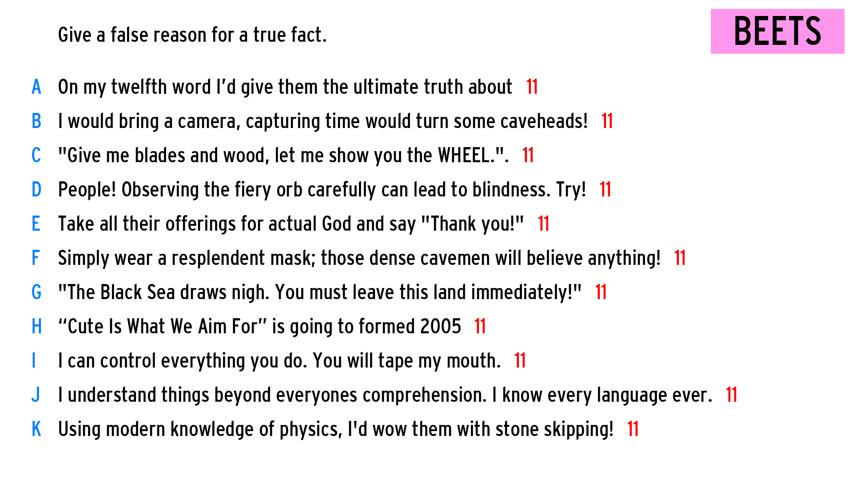 Give a false reason for a true fact.
BEETS
A On my twelfth word I'd give them the ultimate truth about 11
B I would bring a camera, capturing time would turn some caveheads! 11
C "Give me blades and wood, let me show you the WHEEL.". 11
D People! Observing the fiery orb carefully can lead to blindness. Try! 11
E Take all their offerings for actual God and say "Thank you!" 11
F Simply wear a resplendent mask; those dense cavemen will believe anything! 11
G "The Black Sea draws nigh. You must leave this land immediately!" 11
H “Cute Is What We Aim For” is going to formed 2005 11
I I can control everything you do. You will tape my mouth. 11
J I understand things beyond everyones comprehension. I know every language ever. 11
K Using modern knowledge of physics, I'd wow them with stone skipping! 11